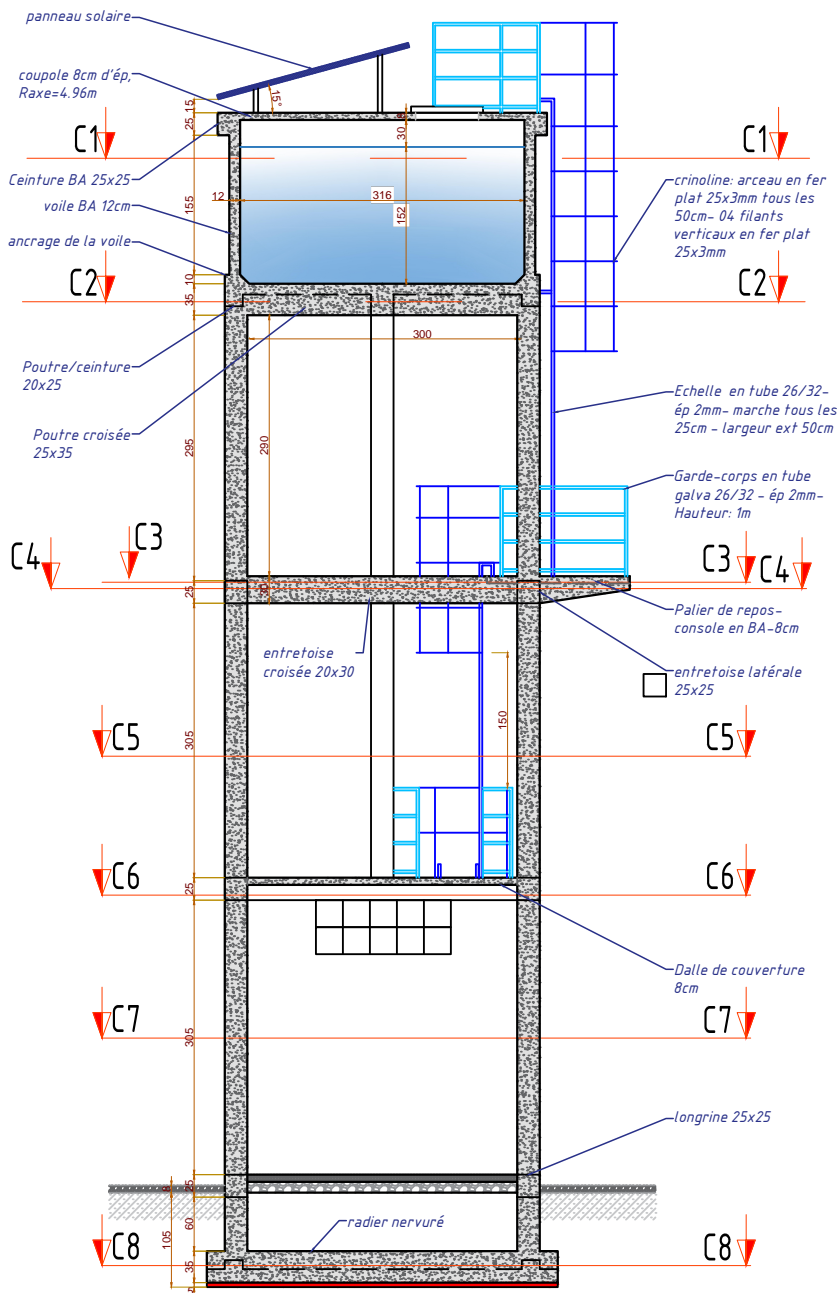 panneau solaire
coupole 8cm d'ép,
Raxe=4.96m
15°
15
25
8
30
C1
C1
Ceinture BA 25x25
12
316
152
155
voile BA 12cm
ancrage de la voile
crinoline: arceau en fer
plat 25x3mm tous les
50cm- 04 filants
verticaux en fer plat
25x3mm
C2
C2
10
35
300
Poutre/ceinture
20x25
Poutre croisée
25x35
295
290
Echelle en tube 26/32-
ép 2mm- marche tous les
25cm - largeur ext 50cm
Garde-corps en tube
galva 26/32 - ép 2mm-
Hauteur: 1m
C4
C3
C3
C4
25
30
Palier de repos-
console en BA-8cm
entretoise
croisée 20x30
entretoise latérale
25x25
150
305
C5
C5
C6
C6
25
Dalle de couverture
8cm
C7
C7
305
longrine 25x25
8
25
60
105
radier nervuré
C8
C8
35